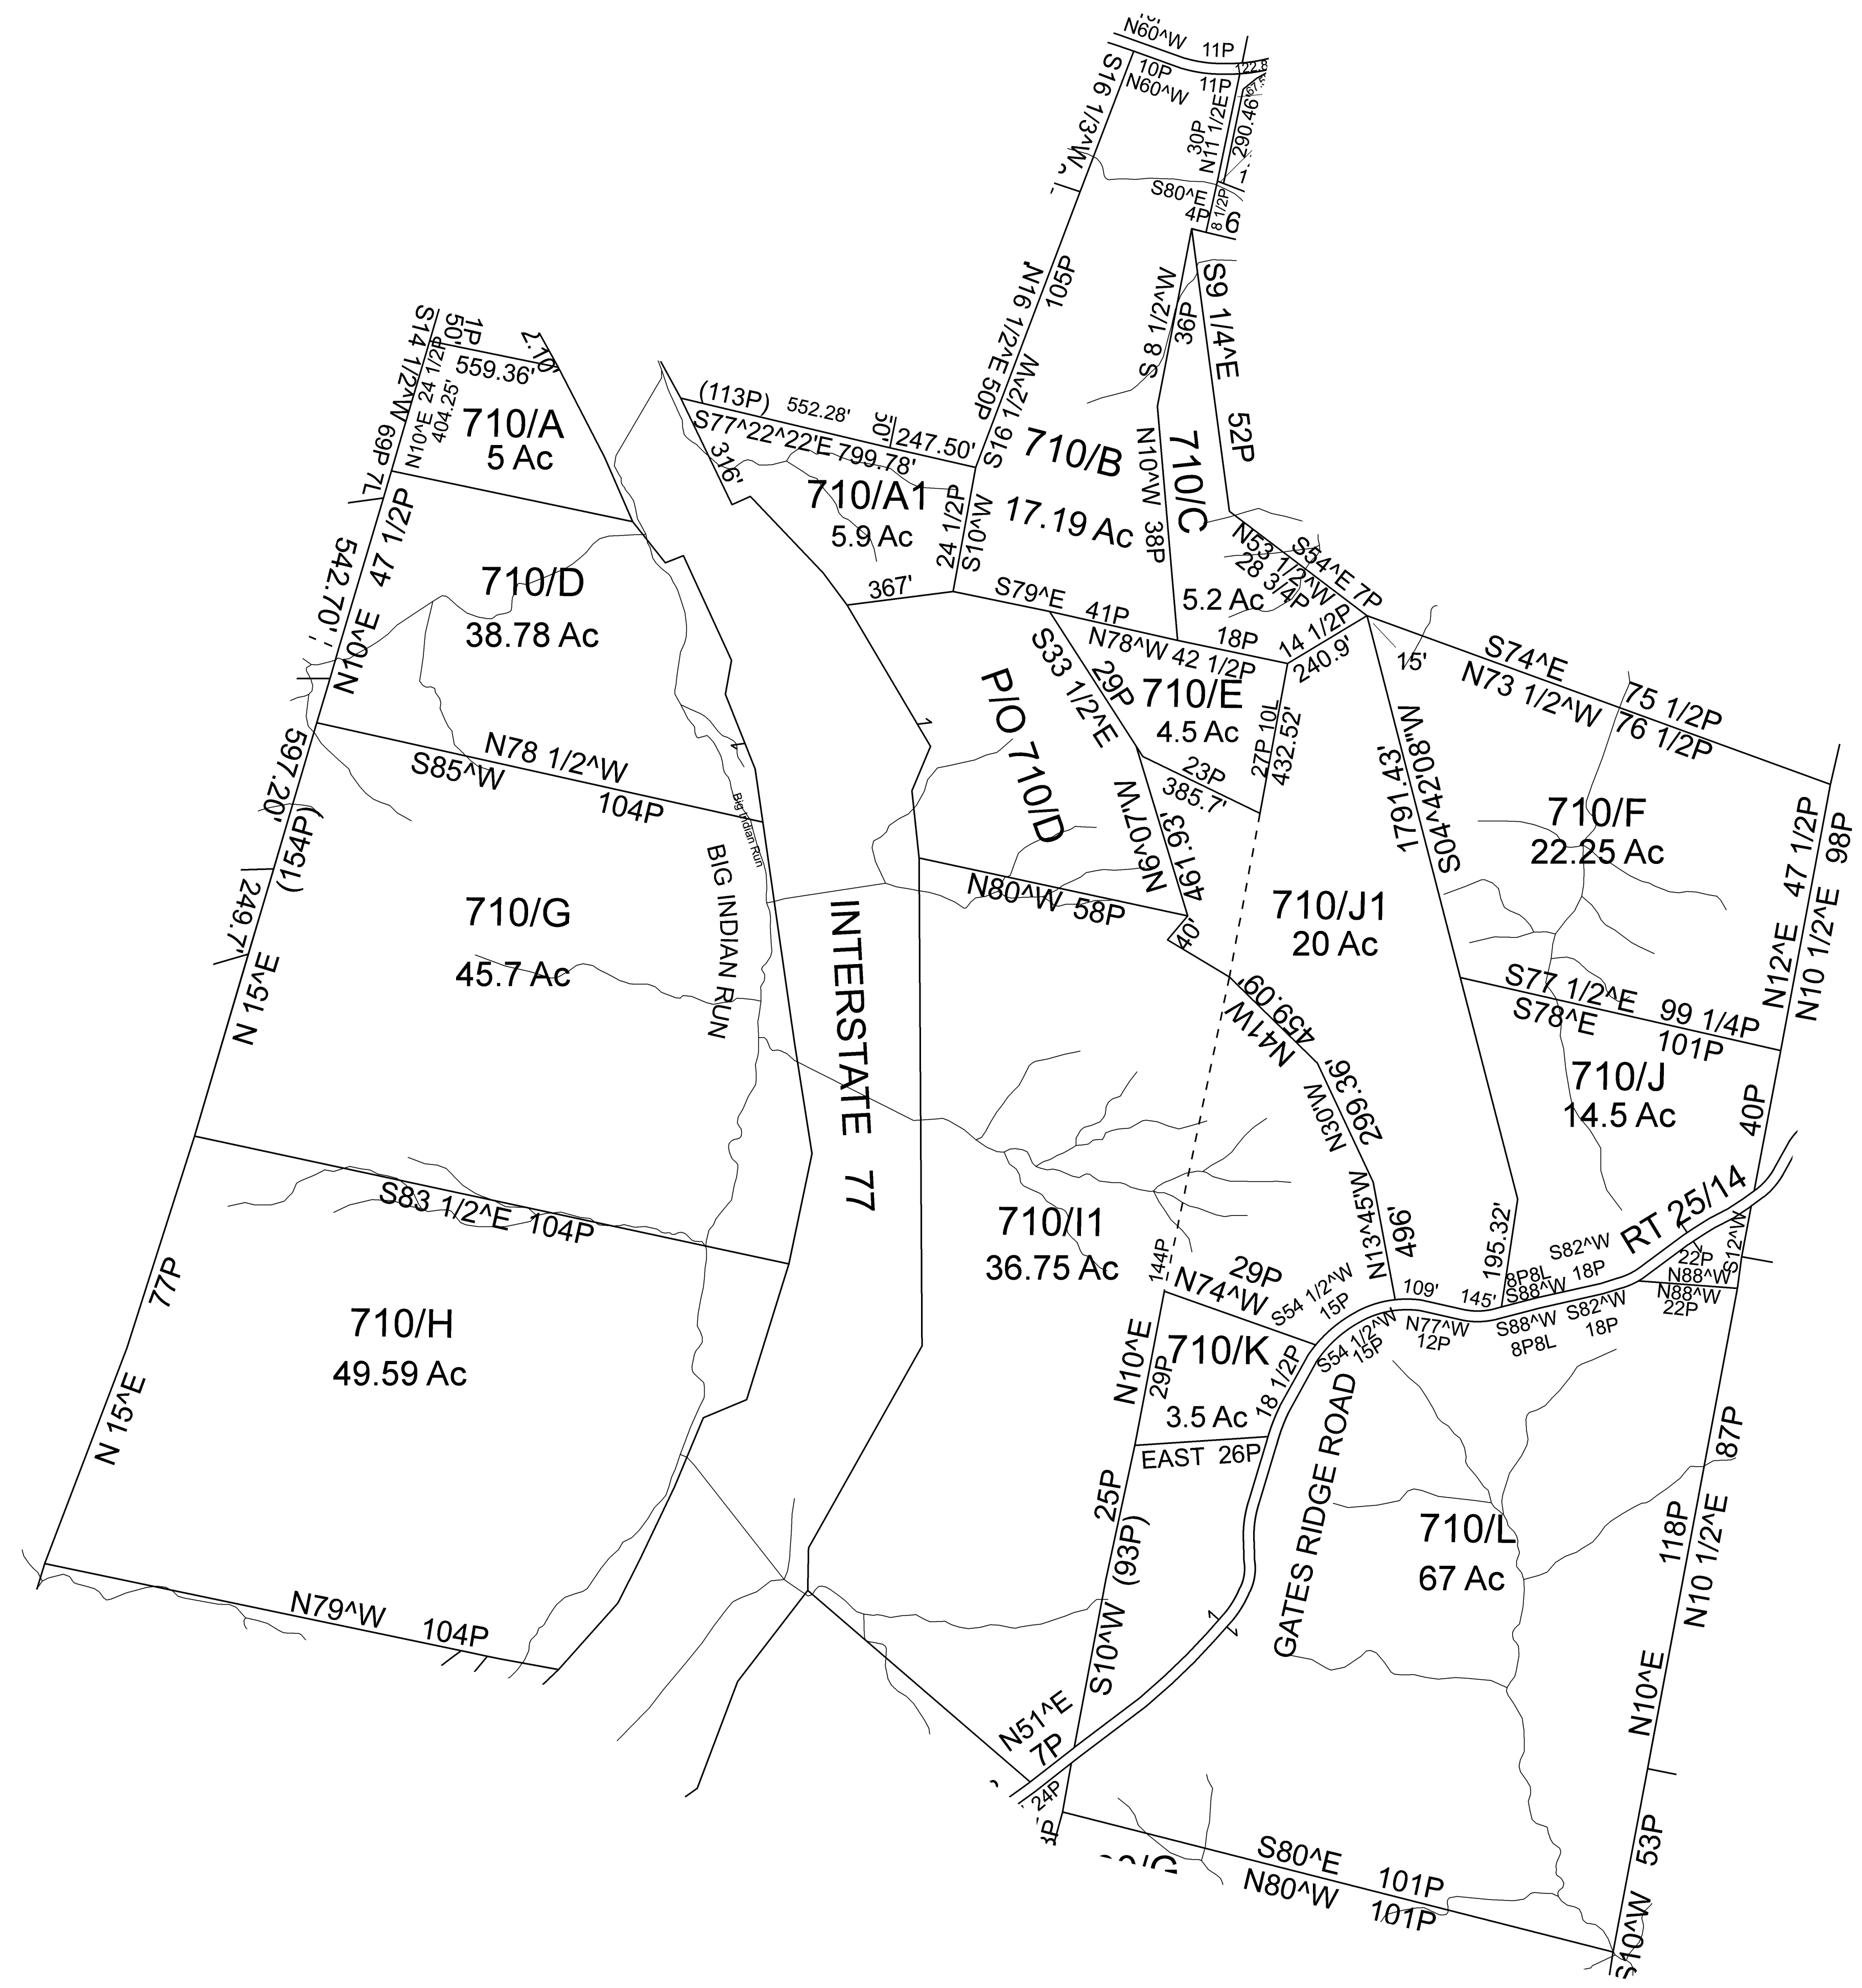 N60^W 11P
10P 11P
N60^W
S16 1/3^W
30P
N11 1/2E
290.46'
S80^E
4P
8 1/2P
6
105P
N16 1/2^E 50P
S16 1/2^W
S 8 1/2^W
36P
S9 1/4^E 52P
S14 1/2^W 69P 7L
1P
50'
559.36'
N10^E 24 1/2P
404.25'
710/A
5 Ac
(113P) 552.28'
50'
247.50'
S77^22^22'E 799.78'
316'
710/A1
5.9 Ac
24 1/2P
S10^W
367'
710/B
17.19 Ac
N10^W 38P
710/C
5.2 Ac
N53 1/2^W
28 3/4P
S54^E 7P
14 1/2P
240.9'
15'
S79^E 41P
N78^W 42 1/2P
18P
S74^E 75 1/2P
N73 1/2^W 76 1/2P
542.70'
N10^E 47 1/2P
710/D
38.78 Ac
N78 1/2^W
S85^W 104P
P/O 710/D
S33 1/2^E
29P
710/E
4.5 Ac
27P 10L
432.52'
23P
385.7'
N6^07'W
461.93'
1791.43'
S04^42'08"W
710/F
22.25 Ac
N12^E 47 1/2P
N10 1/2^E 98P
597.20'
(154P)
249.7'
N 15^E
710/G
45.7 Ac
Big Indian Run
BIG INDIAN RUN
INTERSTATE 77
N80^W 58P
40'
710/J1
20 Ac
N41W
459.09'
N30'W
299.36'
N13^45'W
496'
S77 1/2^E 99 1/4P
S78^E 101P
710/J
14.5 Ac
40P
S83 1/2^E 104P
77P
N 15^E
710/H
49.59 Ac
N79^W 104P
710/I1
36.75 Ac
144P
N74^W 29P
S54 1/2^W
15P
S54 1/2^W
15P
109'
145'
195.32'
N77^W
12P
8P8L
S88^W
S82^W
18P
S88^W
8P8L
S82^W
18P
RT 25/14
22P
N88^W
N88^W
22P
S12^W
710/K
3.5 Ac
N10^E
29P
18 1/2P
EAST 26P
GATES RIDGE ROAD
25P
(93P)
S10^W
N51^E
7P
24P
710/L
67 Ac
87P
118P
N10 1/2^E
N10^E
53P
S10^W
S80^E 101P
N80^W 101P